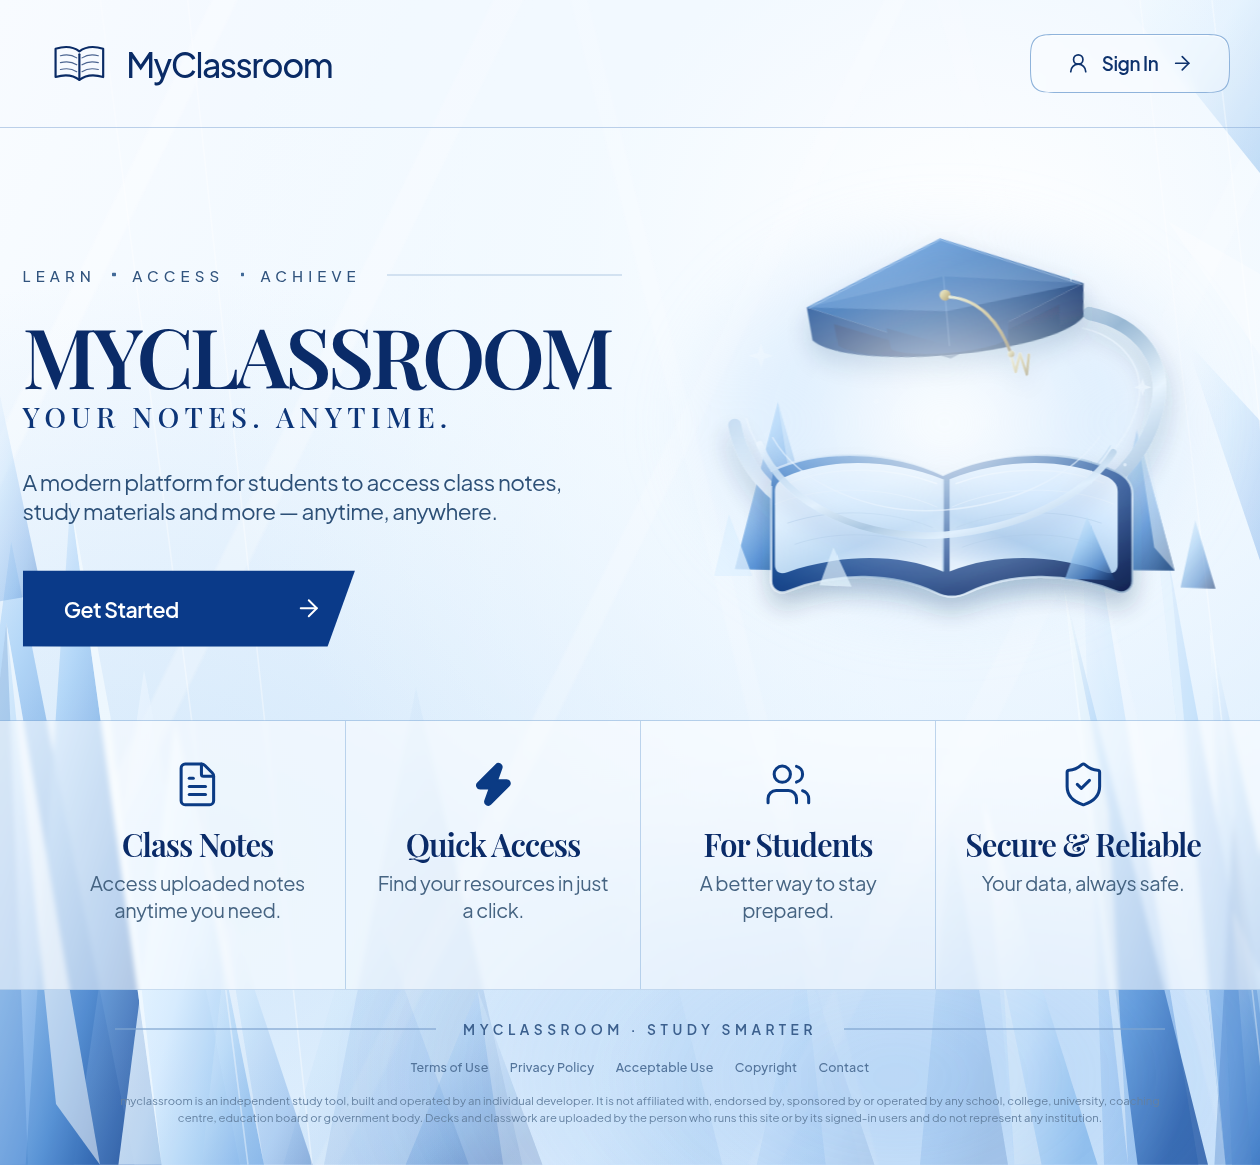 MyClassroom
Sign In
LEARN • ACCESS • ACHIEVE
MYCLASSROOM
YOUR NOTES. ANYTIME.
A modern platform for students to access class notes,
study materials and more — anytime, anywhere.
Get Started
Class Notes
Access uploaded notes
anytime you need.
Quick Access
Find your resources in just
a click.
For Students
A better way to stay
prepared.
Secure & Reliable
Your data, always safe.
MYCLASSROOM · STUDY SMARTER
Terms of Use Privacy Policy Acceptable Use Copyright Contact
myclassroom is an independent study tool, built and operated by an individual developer. It is not affiliated with, endorsed by, sponsored by or operated by any school, college, university,
centre, education board or government body. Decks and classwork are uploaded by the person who runs this site or by its signed-in users and do not represent any institution.